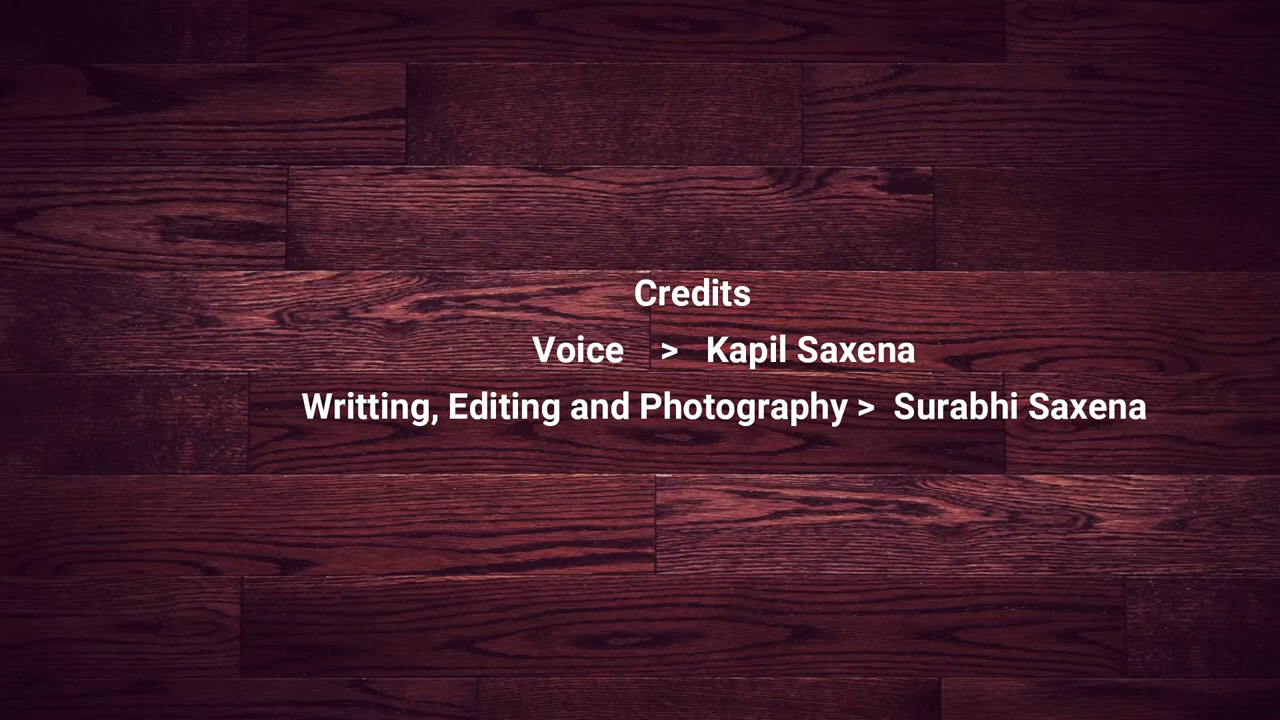 Credits
Voice > Kapil Saxena
Writting, Editing and Photography > Surabhi Saxena